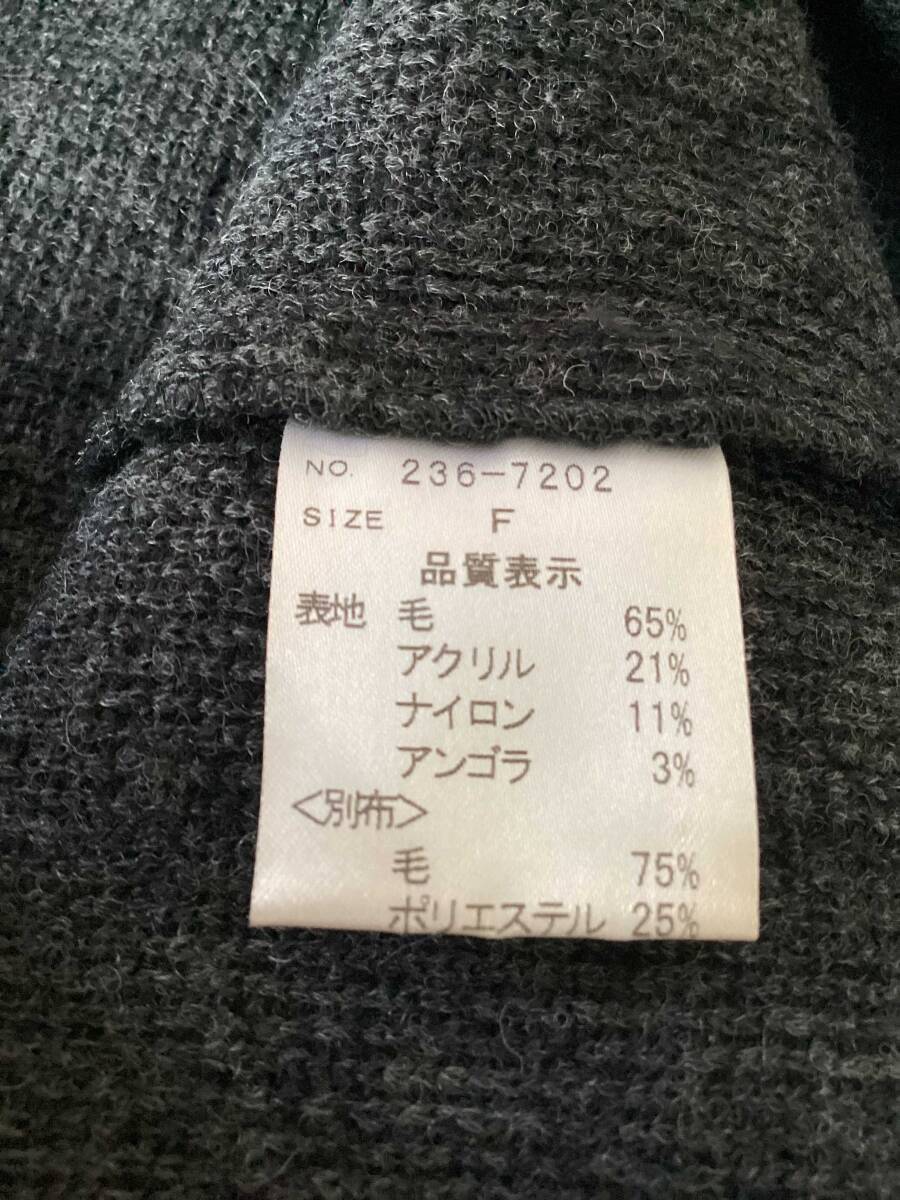 NO. 236-7202
SIZE F
品質表示
表地 毛 65%
アクリル 21%
ナイロン 11%
アンゴラ 3%
<別布>
毛 75%
ポリエステル 25%